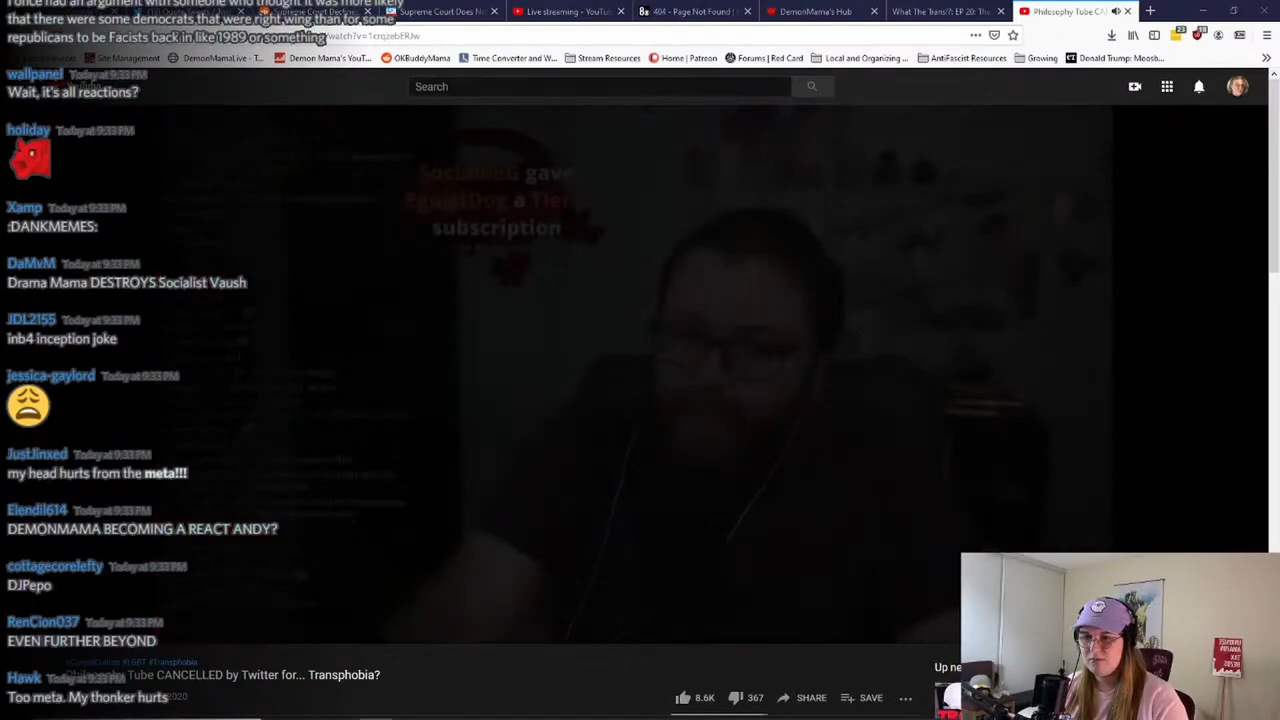 I once had an argument with someone who thought it was more likely
that there were some democrats that were right wing than for some
republicans to be Facists back in like 1989 or something
Supreme Court Does No
Live streaming - YouTu
404 - Page Not Found |
DemonMama's Hub
What The Trans!?: EP 20: The
Philosophy Tube CA
Site Management
DemonMamaLive - T
Demon Mama's YouT...
OKBuddyMama
Time Converter and W...
Stream Resources
Home | Patreon
Forums | Red Card
Local and Organizing ...
AntiFascist Resources
Growing
Donald Trump: Moosb...
Search
wallpanel Today at 9:33 PM
Wait, it's all reactions?
holiday Today at 9:33 PM
Xamp Today at 9:33 PM
:DANKMEMES:
DaMvM Today at 9:33 PM
Drama Mama DESTROYS Socialist Vaush
JDL2155 Today at 9:33 PM
inb4 inception joke
jessica-gaylord Today at 9:33 PM
JustJinxed Today at 9:33 PM
my head hurts from the meta!!!
Elendil614 Today at 9:33 PM
DEMONMAMA BECOMING A REACT ANDY?
cottagecorelefty Today at 9:33 PM
DJPepo
RenCion037 Today at 9:33 PM
EVEN FURTHER BEYOND
Hawk Today at 9:33 PM
Too meta. My thonker hurts
gave
EgoistDog a Tier
subscription
#LGBT #Transphobia
Tube CANCELLED by Twitter for... Transphobia?
2020
8.6K
367
SHARE
SAVE
Up ne